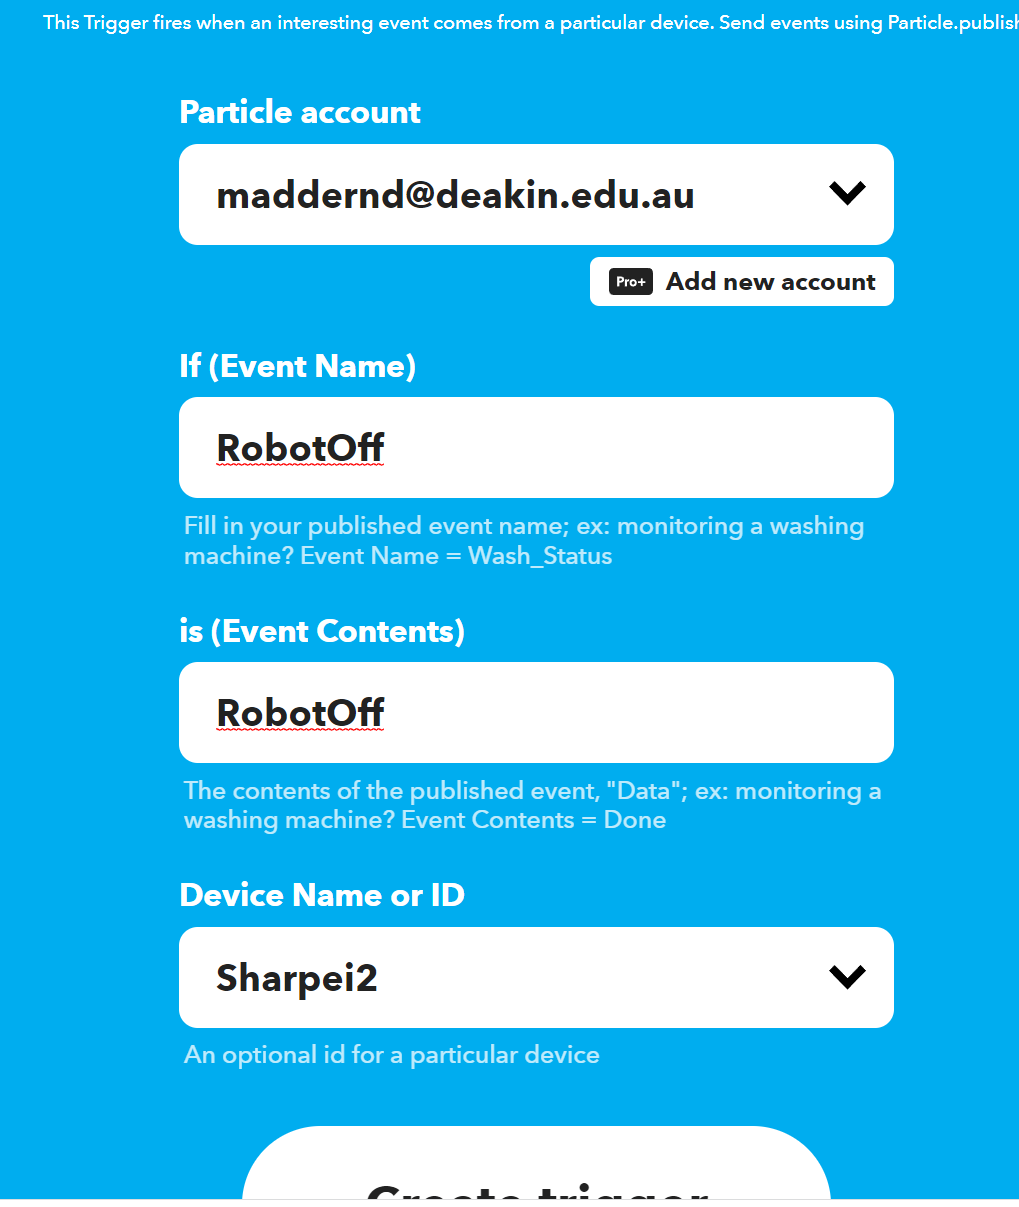 This Trigger fires when an interesting event comes from a particular device. Send events using Particle.publish
Particle account
maddernd@deakin.edu.au
Pro+ Add new account
If (Event Name)
RobotOff
Fill in your published event name; ex: monitoring a washing
machine? Event Name = Wash_Status
is (Event Contents)
RobotOff
The contents of the published event, "Data"; ex: monitoring a
washing machine? Event Contents = Done
Device Name or ID
Sharpei2
An optional id for a particular device
Create trigger